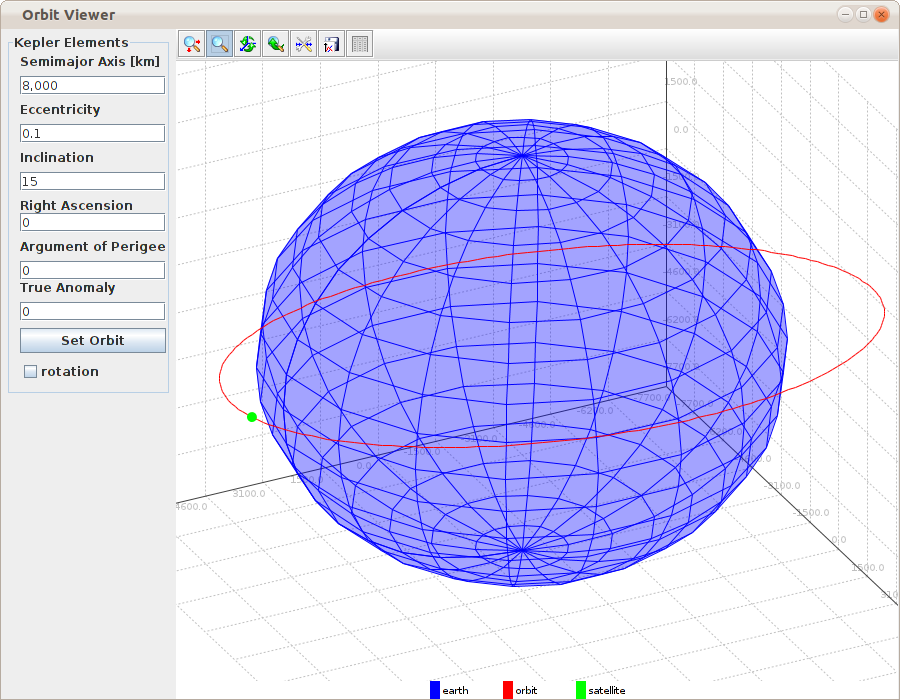 Orbit Viewer
Kepler Elements
Semimajor Axis [km]
8,000
Eccentricity
0.1
Inclination
15
Right Ascension
0
Argument of Perigee
0
True Anomaly
0
Set Orbit
rotation
1500.0
0.0
-4600.0
-6200.0
-7700.0
-7700.0
-6200.0
-4600.0
-1500.0
0.0
3100.0
4600.0
-3100.0
-1500.0
0.0
1500.0
earth
orbit
satellite